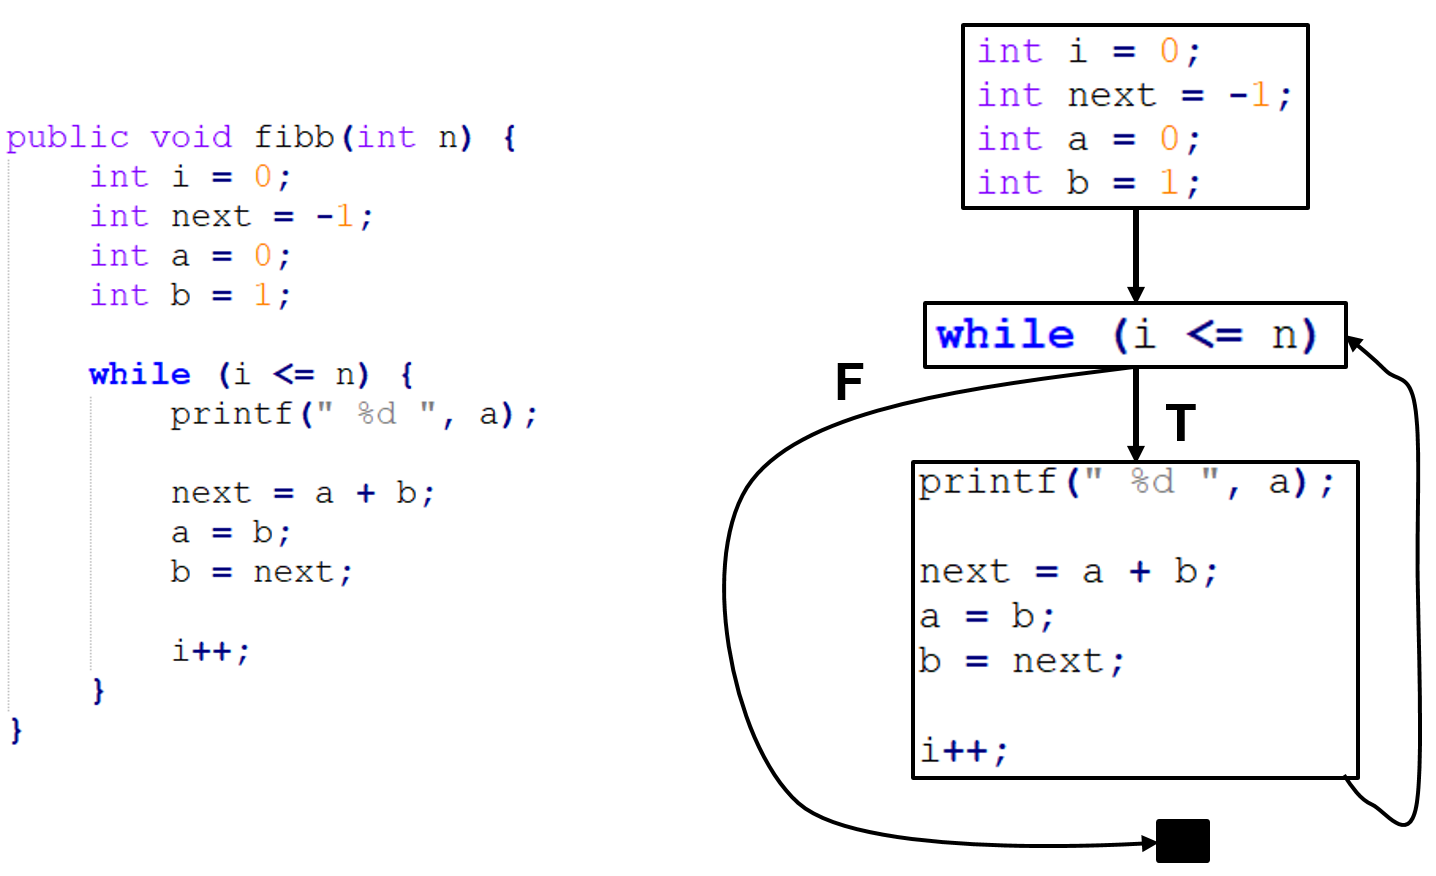 public void fibb(int n) {
int i = 0;
int next = -1;
int a = 0;
int b = 1;
while (i <= n) {
printf(" %d ", a);
next = a + b;
a = b;
b = next;
i++;
}
}
int i = 0;
int next = -1;
int a = 0;
int b = 1;
while (i <= n)
F
T
printf(" %d ", a);
next = a + b;
a = b;
b = next;
i++;